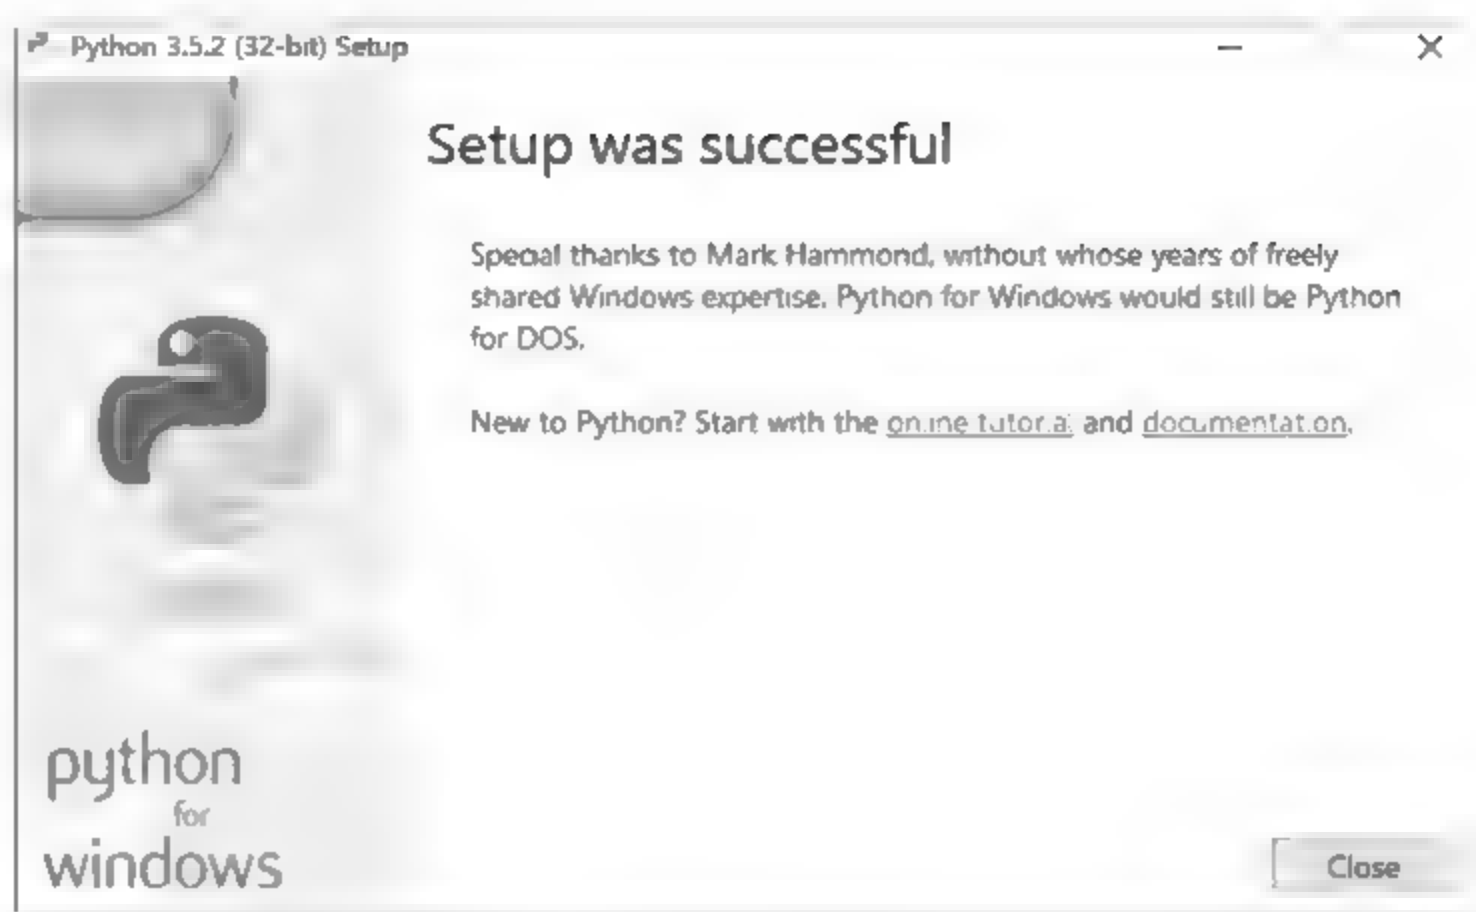 Python 3.5.2 (32-bit) Setup
Setup was successful
Special thanks to Mark Hammond, without whose years of freely
shared Windows expertise, Python for Windows would still be Python
for DOS.
New to Python? Start with the online tutorial and documentation.
python
for
windows
Close